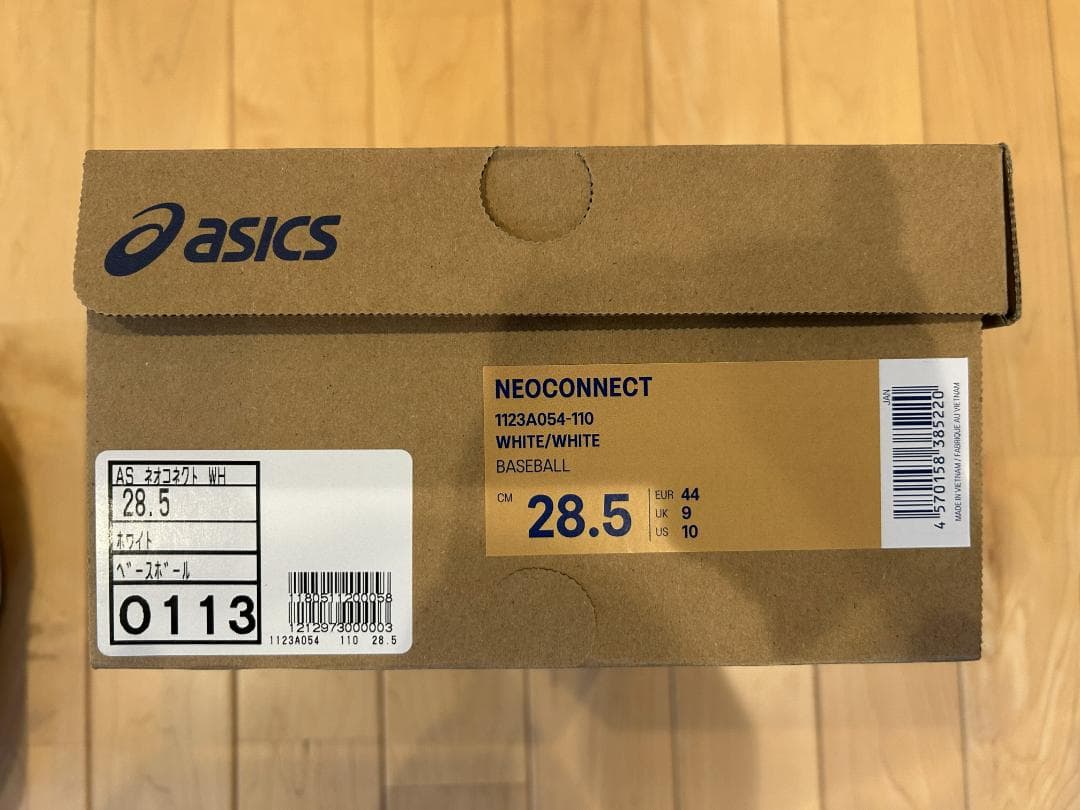 asics
NEOCONNECT
1123A054-110
WHITE/WHITE
BASEBALL
CM 28.5
EUR 44
UK 9
US 10
JAN
4 570158 385220
MADE IN VIETNAM / FABRIQUE AU VIETNAM
AS ネオコネクト WH
28.5
ホワイト
ベースボール
0113
1180511200058
1212973000003
1123A054 110 28.5